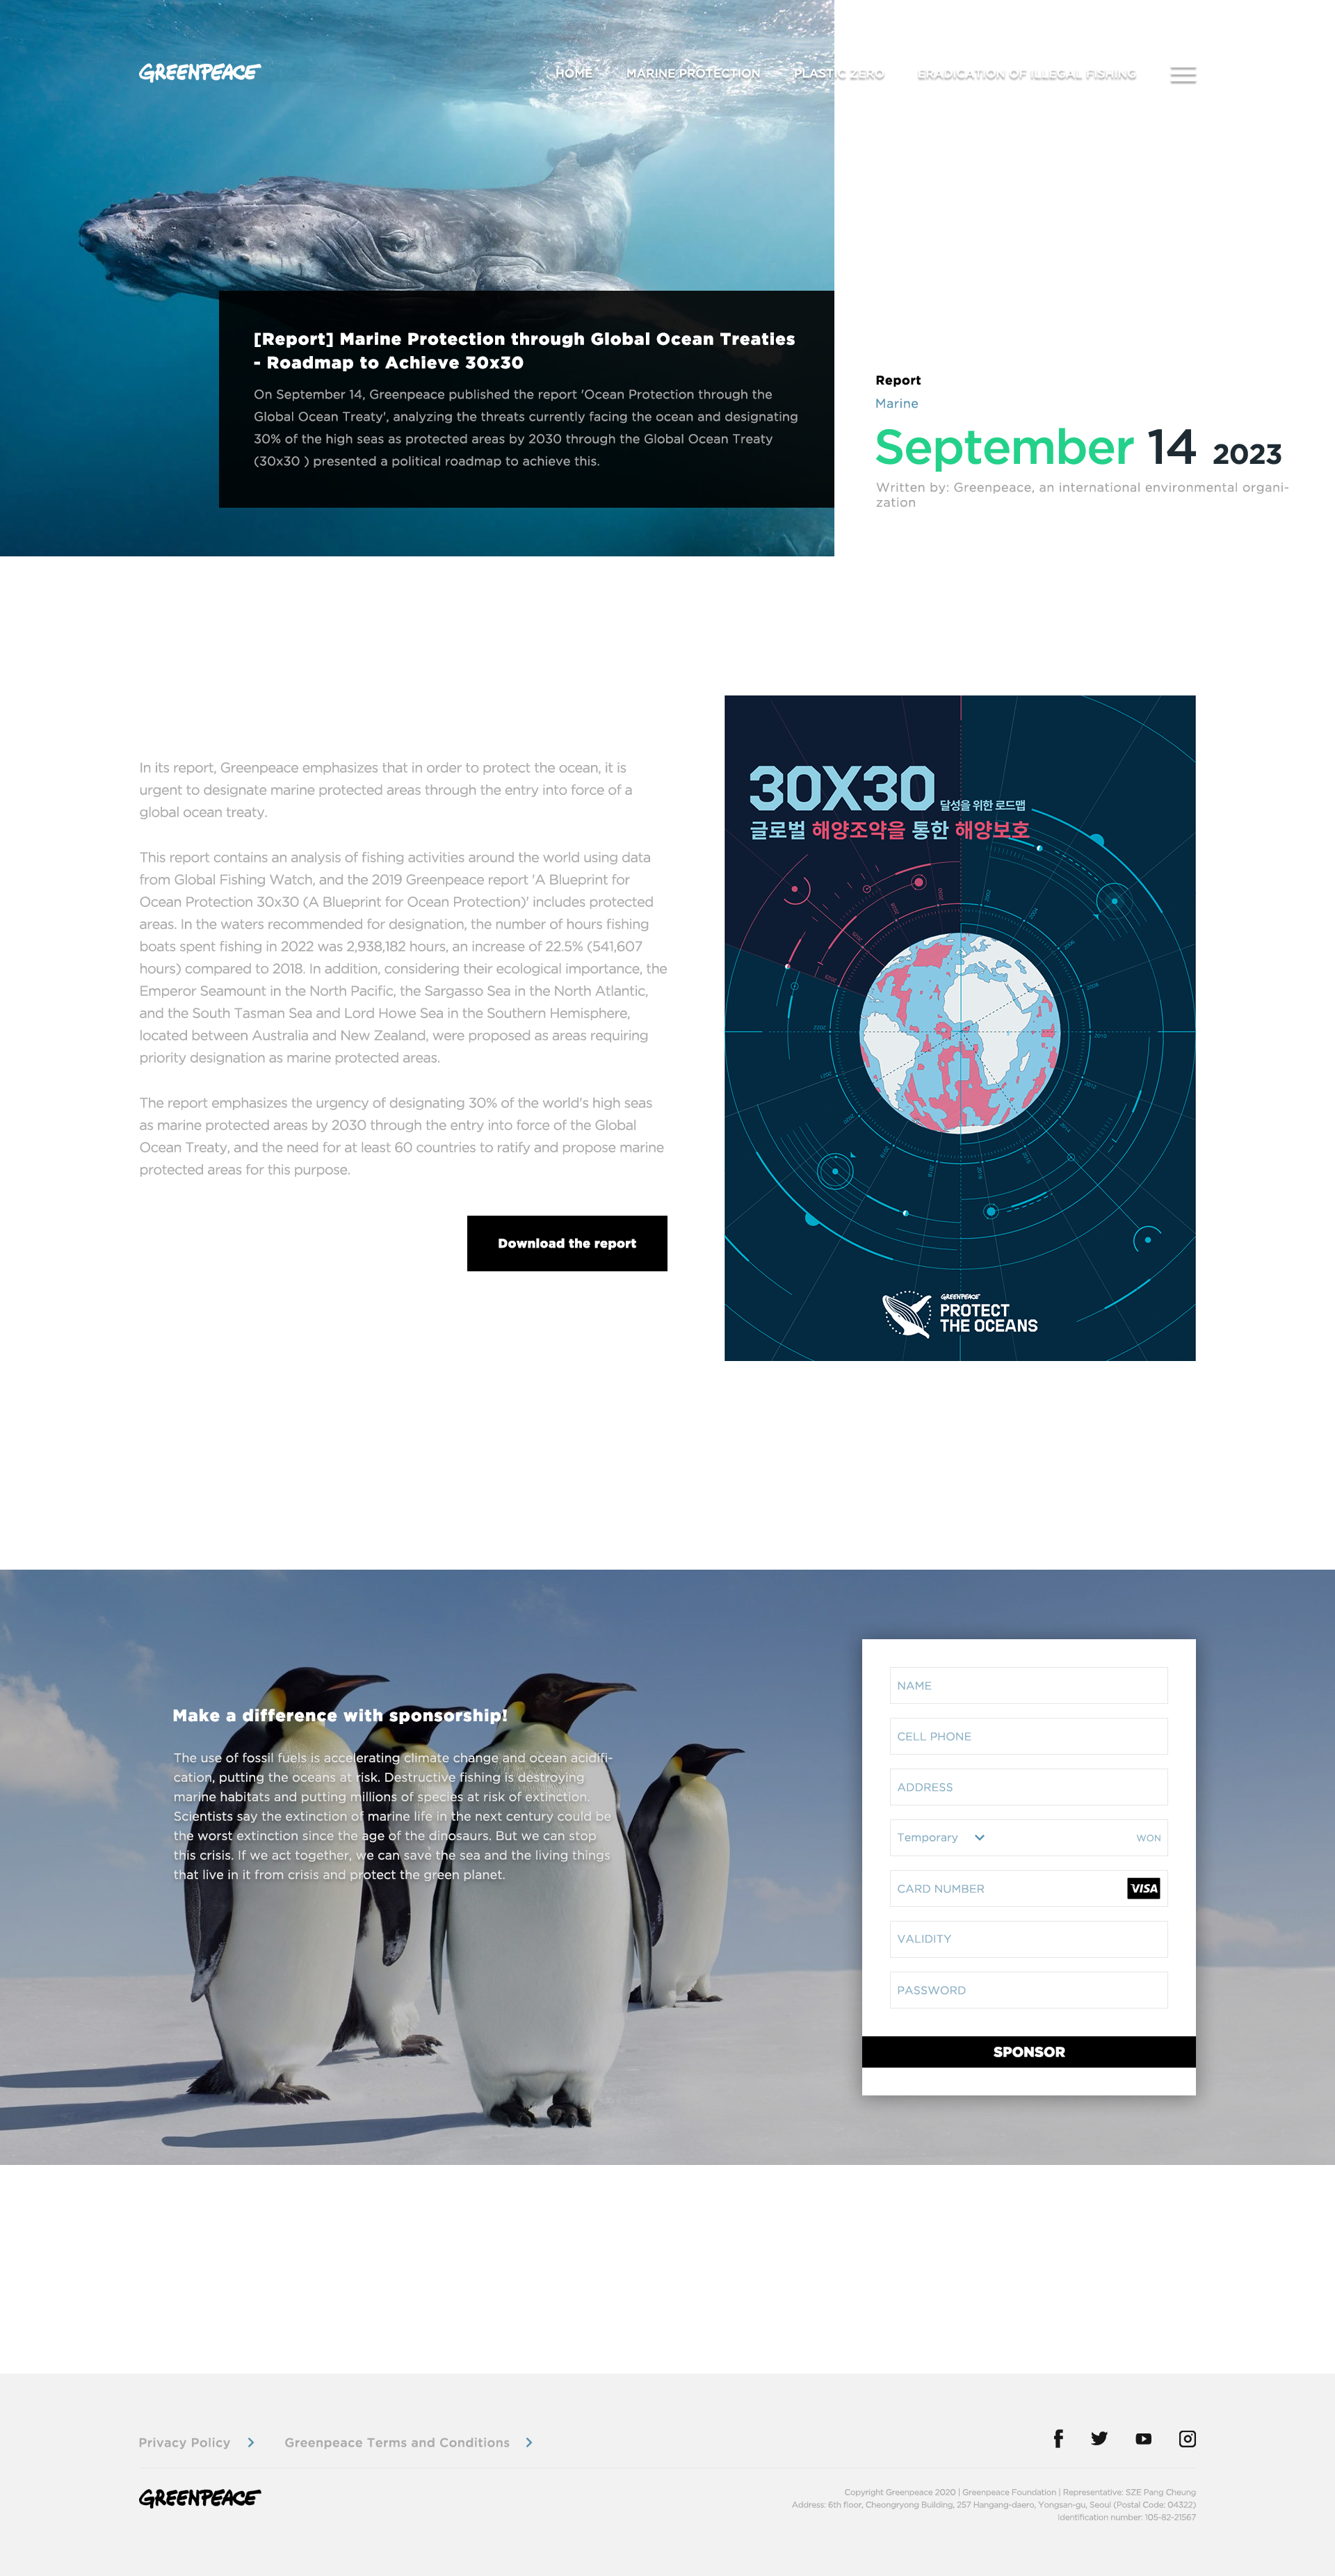 GREENPEACE
HOME
MARINE PROTECTION
PLASTIC ZERO
ERADICATION OF ILLEGAL FISHING
[Report] Marine Protection through Global Ocean Treaties
- Roadmap to Achieve 30x30
On September 14, Greenpeace published the report 'Ocean Protection through the
Global Ocean Treaty', analyzing the threats currently facing the ocean and designating
30% of the high seas as protected areas by 2030 through the Global Ocean Treaty
(30x30 ) presented a political roadmap to achieve this.
Report
Marine
September 14 2023
Written by: Greenpeace, an international environmental organi-
zation
In its report, Greenpeace emphasizes that in order to protect the ocean, it is
urgent to designate marine protected areas through the entry into force of a
global ocean treaty.
This report contains an analysis of fishing activities around the world using data
from Global Fishing Watch, and the 2019 Greenpeace report 'A Blueprint for
Ocean Protection 30x30 (A Blueprint for Ocean Protection)' includes protected
areas. In the waters recommended for designation, the number of hours fishing
boats spent fishing in 2022 was 2,938,182 hours, an increase of 22.5% (541,607
hours) compared to 2018. In addition, considering their ecological importance, the
Emperor Seamount in the North Pacific, the Sargasso Sea in the North Atlantic,
and the South Tasman Sea and Lord Howe Sea in the Southern Hemisphere,
located between Australia and New Zealand, were proposed as areas requiring
priority designation as marine protected areas.
The report emphasizes the urgency of designating 30% of the world's high seas
as marine protected areas by 2030 through the entry into force of the Global
Ocean Treaty, and the need for at least 60 countries to ratify and propose marine
protected areas for this purpose.
Download the report
30X30 달성을 위한 로드맵
글로벌 해양조약을 통한 해양보호
GREENPEACE
PROTECT
THE OCEANS
Make a difference with sponsorship!
The use of fossil fuels is accelerating climate change and ocean acidifi-
cation, putting the oceans at risk. Destructive fishing is destroying
marine habitats and putting millions of species at risk of extinction.
Scientists say the extinction of marine life in the next century could be
the worst extinction since the age of the dinosaurs. But we can stop
this crisis. If we act together, we can save the sea and the living things
that live in it from crisis and protect the green planet.
NAME
CELL PHONE
ADDRESS
Temporary WON
CARD NUMBER VISA
VALIDITY
PASSWORD
SPONSOR
Privacy Policy
Greenpeace Terms and Conditions
GREENPEACE
Copyright Greenpeace 2020 | Greenpeace Foundation | Representative: SZE Pang Cheung
Address: 6th floor, Cheongryong Building, 257 Hangang-daero, Yongsan-gu, Seoul (Postal Code: 04322)
Identification number: 105-82-21567